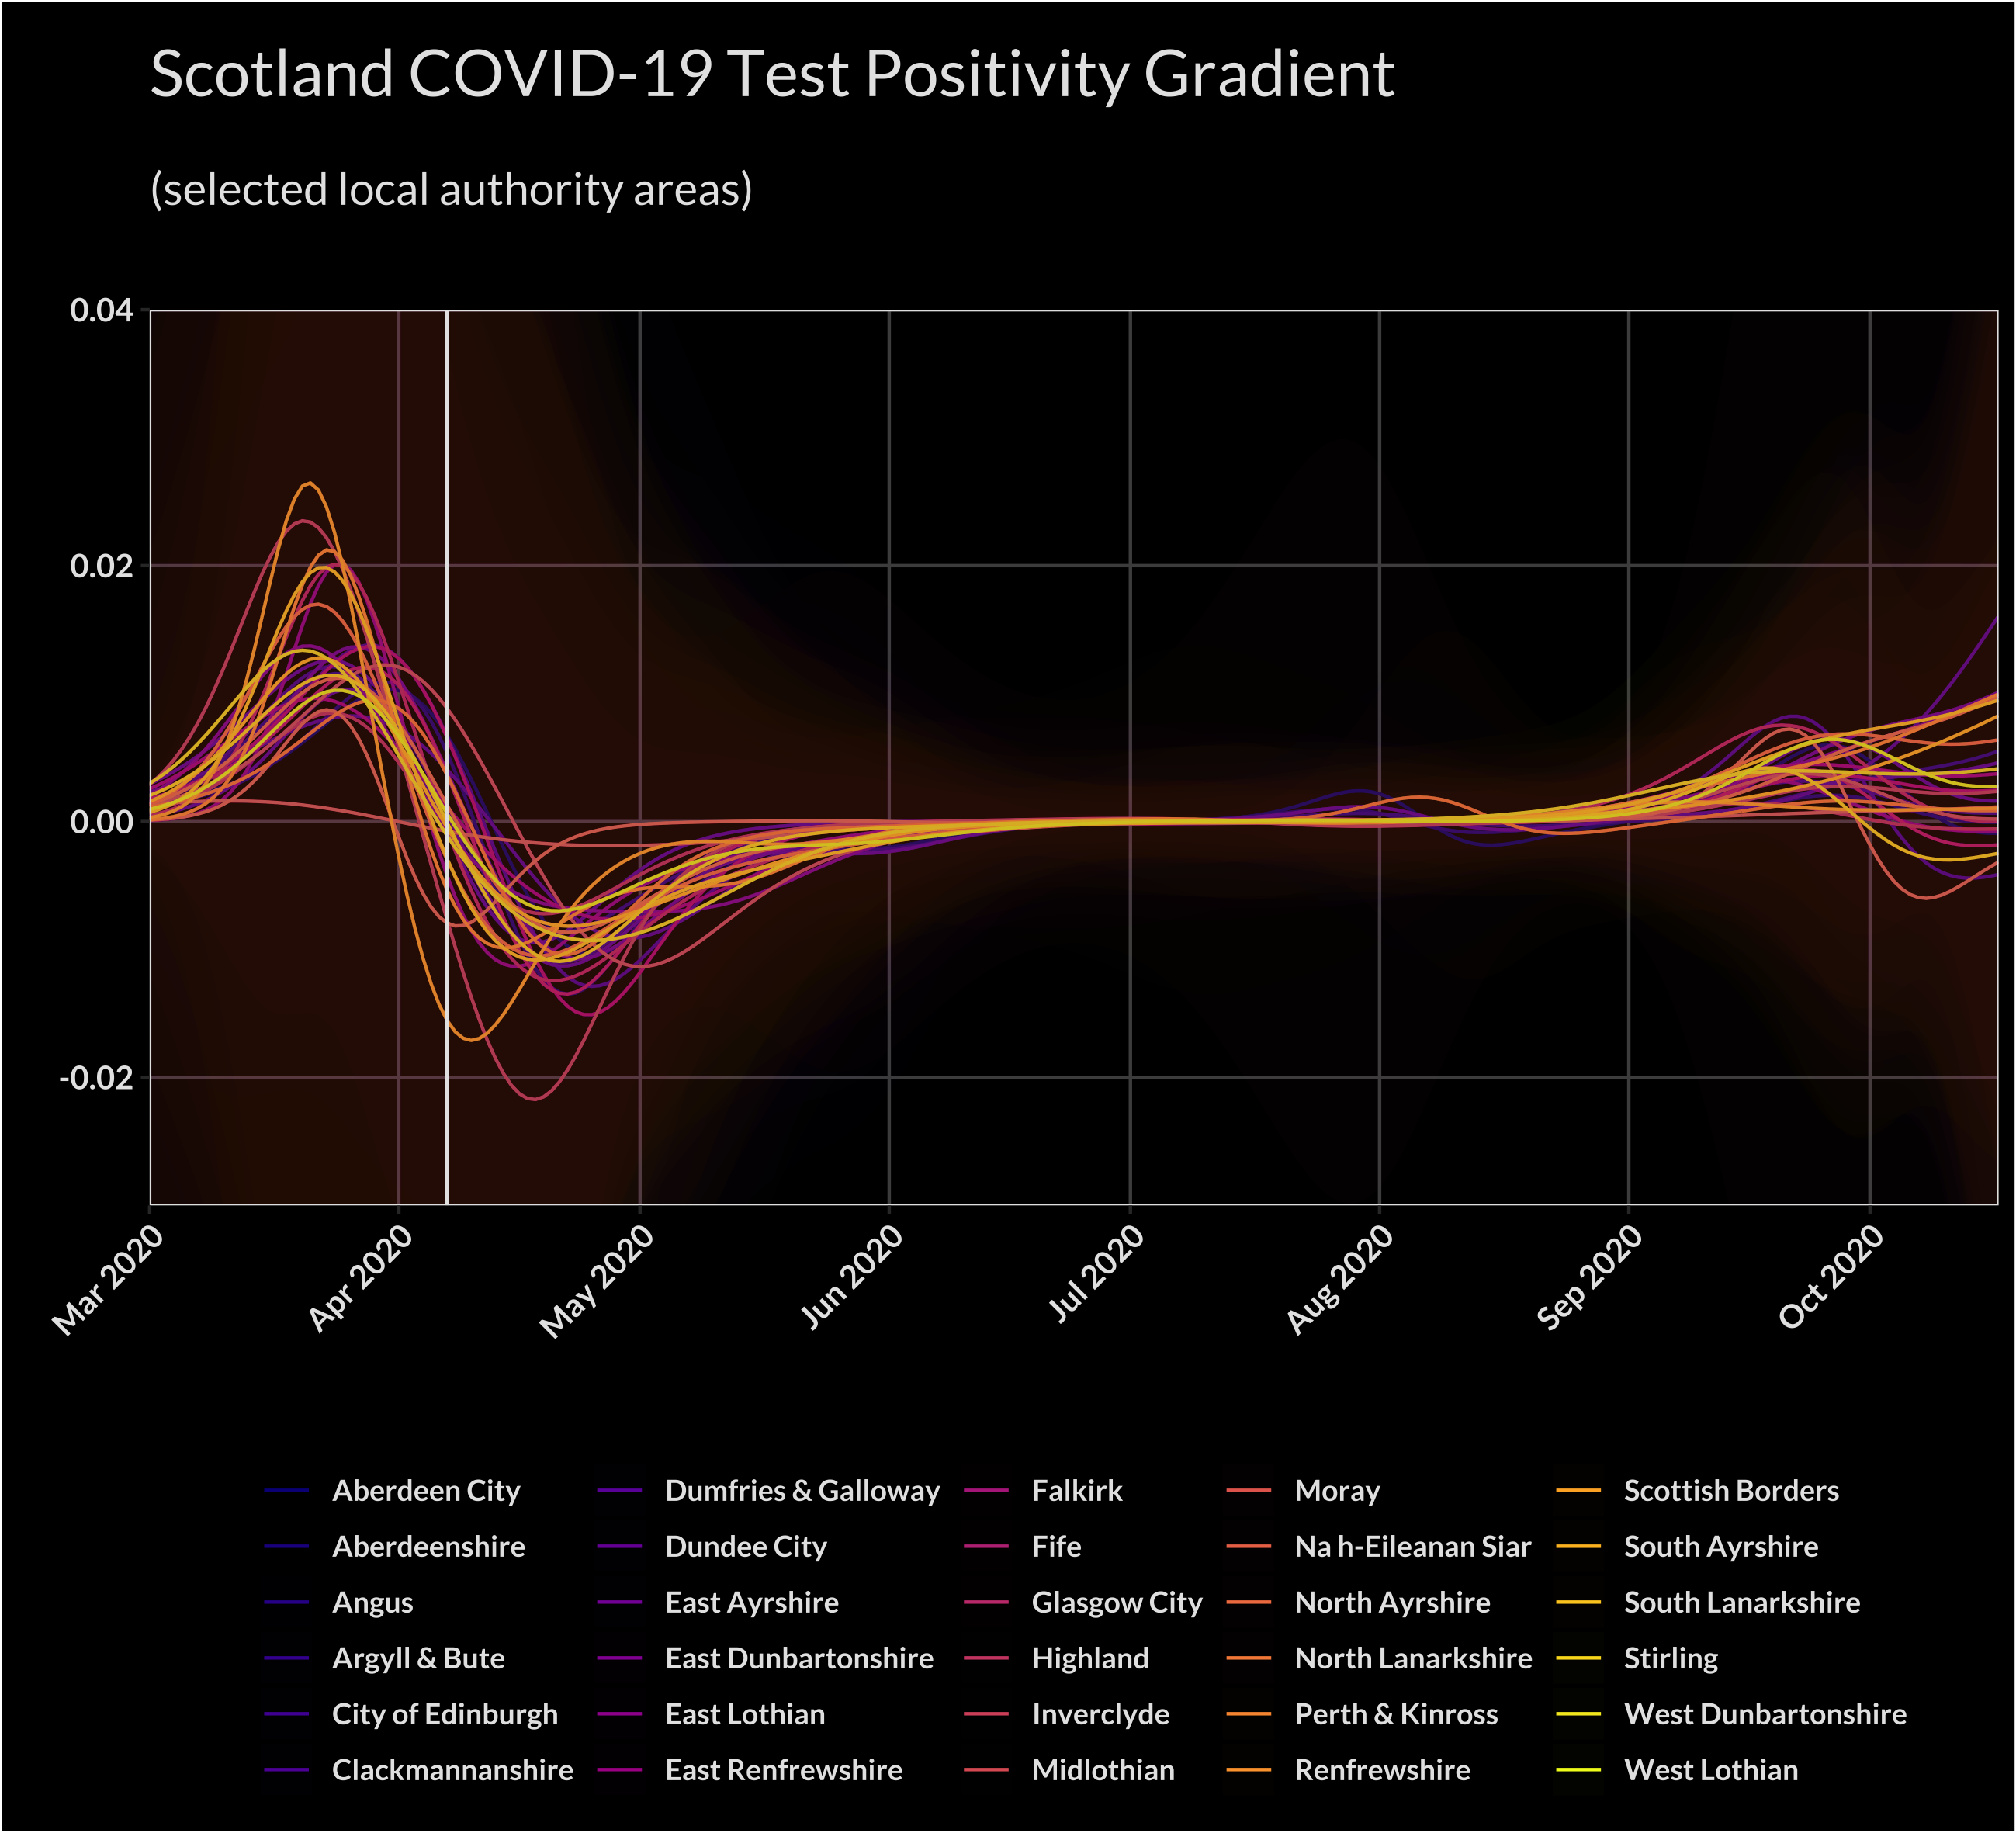 Scotland COVID-19 Test Positivity Gradient
(selected local authority areas)
0.04
0.02
0.00
-0.02
Mar 2020
Apr 2020
May 2020
Jun 2020
Jul 2020
Aug 2020
Sep 2020
Oct 2020
Aberdeen City
Aberdeenshire
Angus
Argyll & Bute
City of Edinburgh
Clackmannanshire
Dumfries & Galloway
Dundee City
East Ayrshire
East Dunbartonshire
East Lothian
East Renfrewshire
Falkirk
Fife
Glasgow City
Highland
Inverclyde
Midlothian
Moray
Na h-Eileanan Siar
North Ayrshire
North Lanarkshire
Perth & Kinross
Renfrewshire
Scottish Borders
South Ayrshire
South Lanarkshire
Stirling
West Dunbartonshire
West Lothian